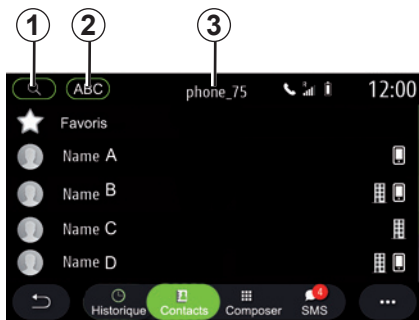 1 2 3
ABC phone_75 12:00
Favoris
Name A
Name B
Name C
Name D
4
Historique Contacts Composer SMS